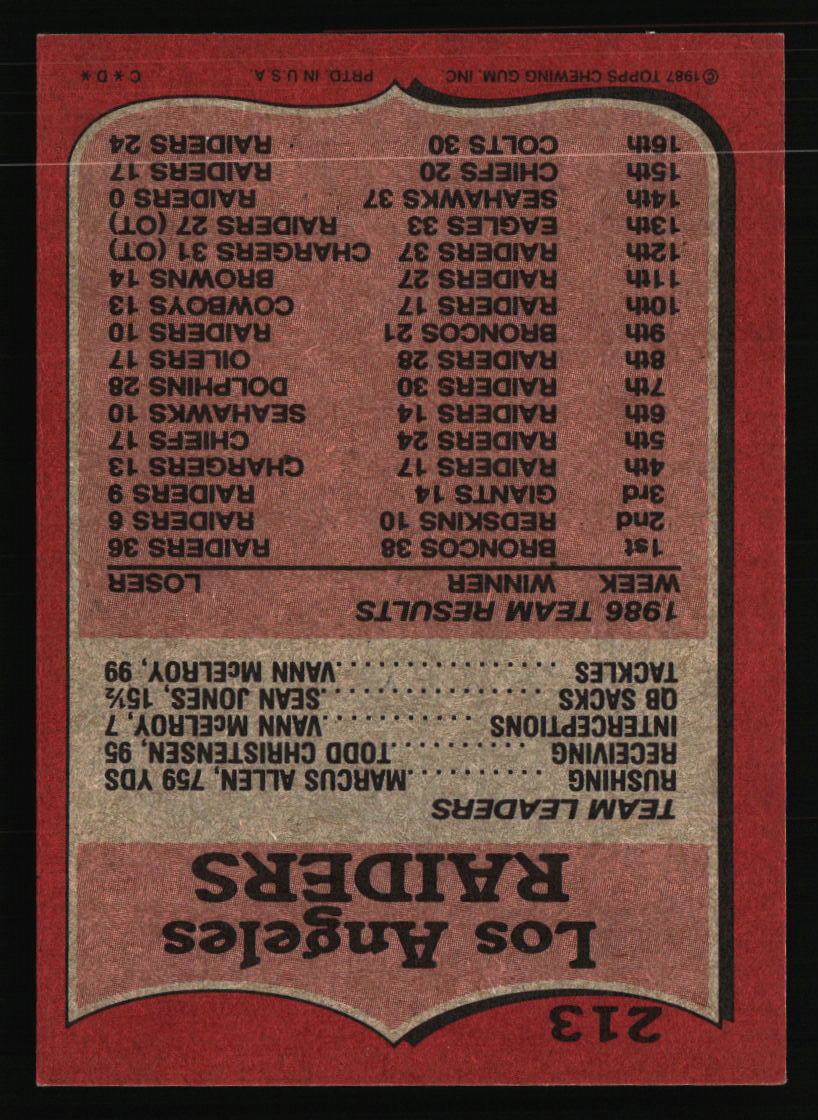 213
Los Angeles
RAIDERS
TEAM LEADERS
RUSHING ............MARCUS ALLEN, 759 YDS
RECEIVING ............TODD CHRISTENSEN, 95
INTERCEPTIONS ................VANN McELROY, 7
QB SACKS ......................SEAN JONES, 15½
TACKLES .....................VANN McELROY, 99
1986 TEAM RESULTS
WEEK WINNER LOSER
1st BRONCOS 38 RAIDERS 36
2nd REDSKINS 10 RAIDERS 6
3rd GIANTS 14 RAIDERS 9
4th RAIDERS 17 CHARGERS 13
5th RAIDERS 24 CHIEFS 17
6th RAIDERS 14 SEAHAWKS 10
7th RAIDERS 30 DOLPHINS 28
8th RAIDERS 28 OILERS 17
9th BRONCOS 21 RAIDERS 10
10th RAIDERS 17 COWBOYS 13
11th RAIDERS 27 BROWNS 14
12th RAIDERS 37 CHARGERS 31 (OT)
13th EAGLES 33 RAIDERS 27 (OT)
14th SEAHAWKS 37 RAIDERS 0
15th CHIEFS 20 RAIDERS 17
16th COLTS 30 RAIDERS 24
©1987 TOPPS CHEWING GUM, INC. PRTD. IN U.S.A. C*D*